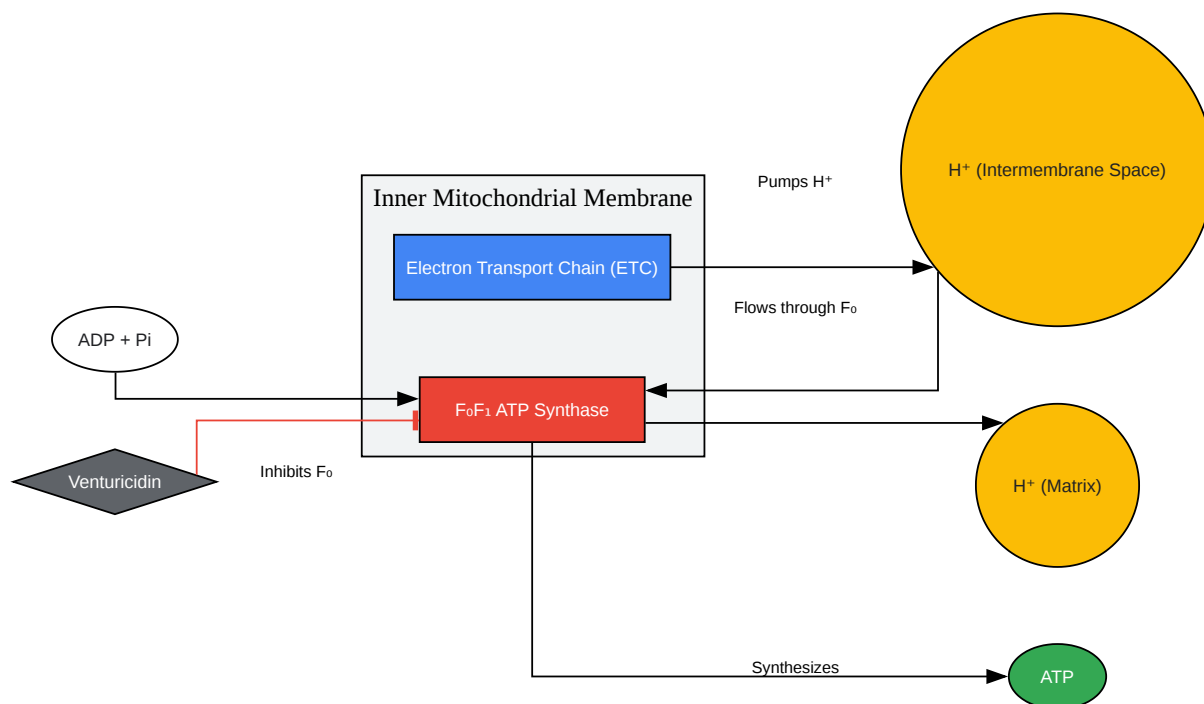 H⁺ (Intermembrane Space)
Pumps H⁺
Inner Mitochondrial Membrane
Electron Transport Chain (ETC)
Flows through F₀
ADP + Pi
F₀F₁ ATP Synthase
Inhibits F₀
Venturicidin
H⁺ (Matrix)
Synthesizes
ATP